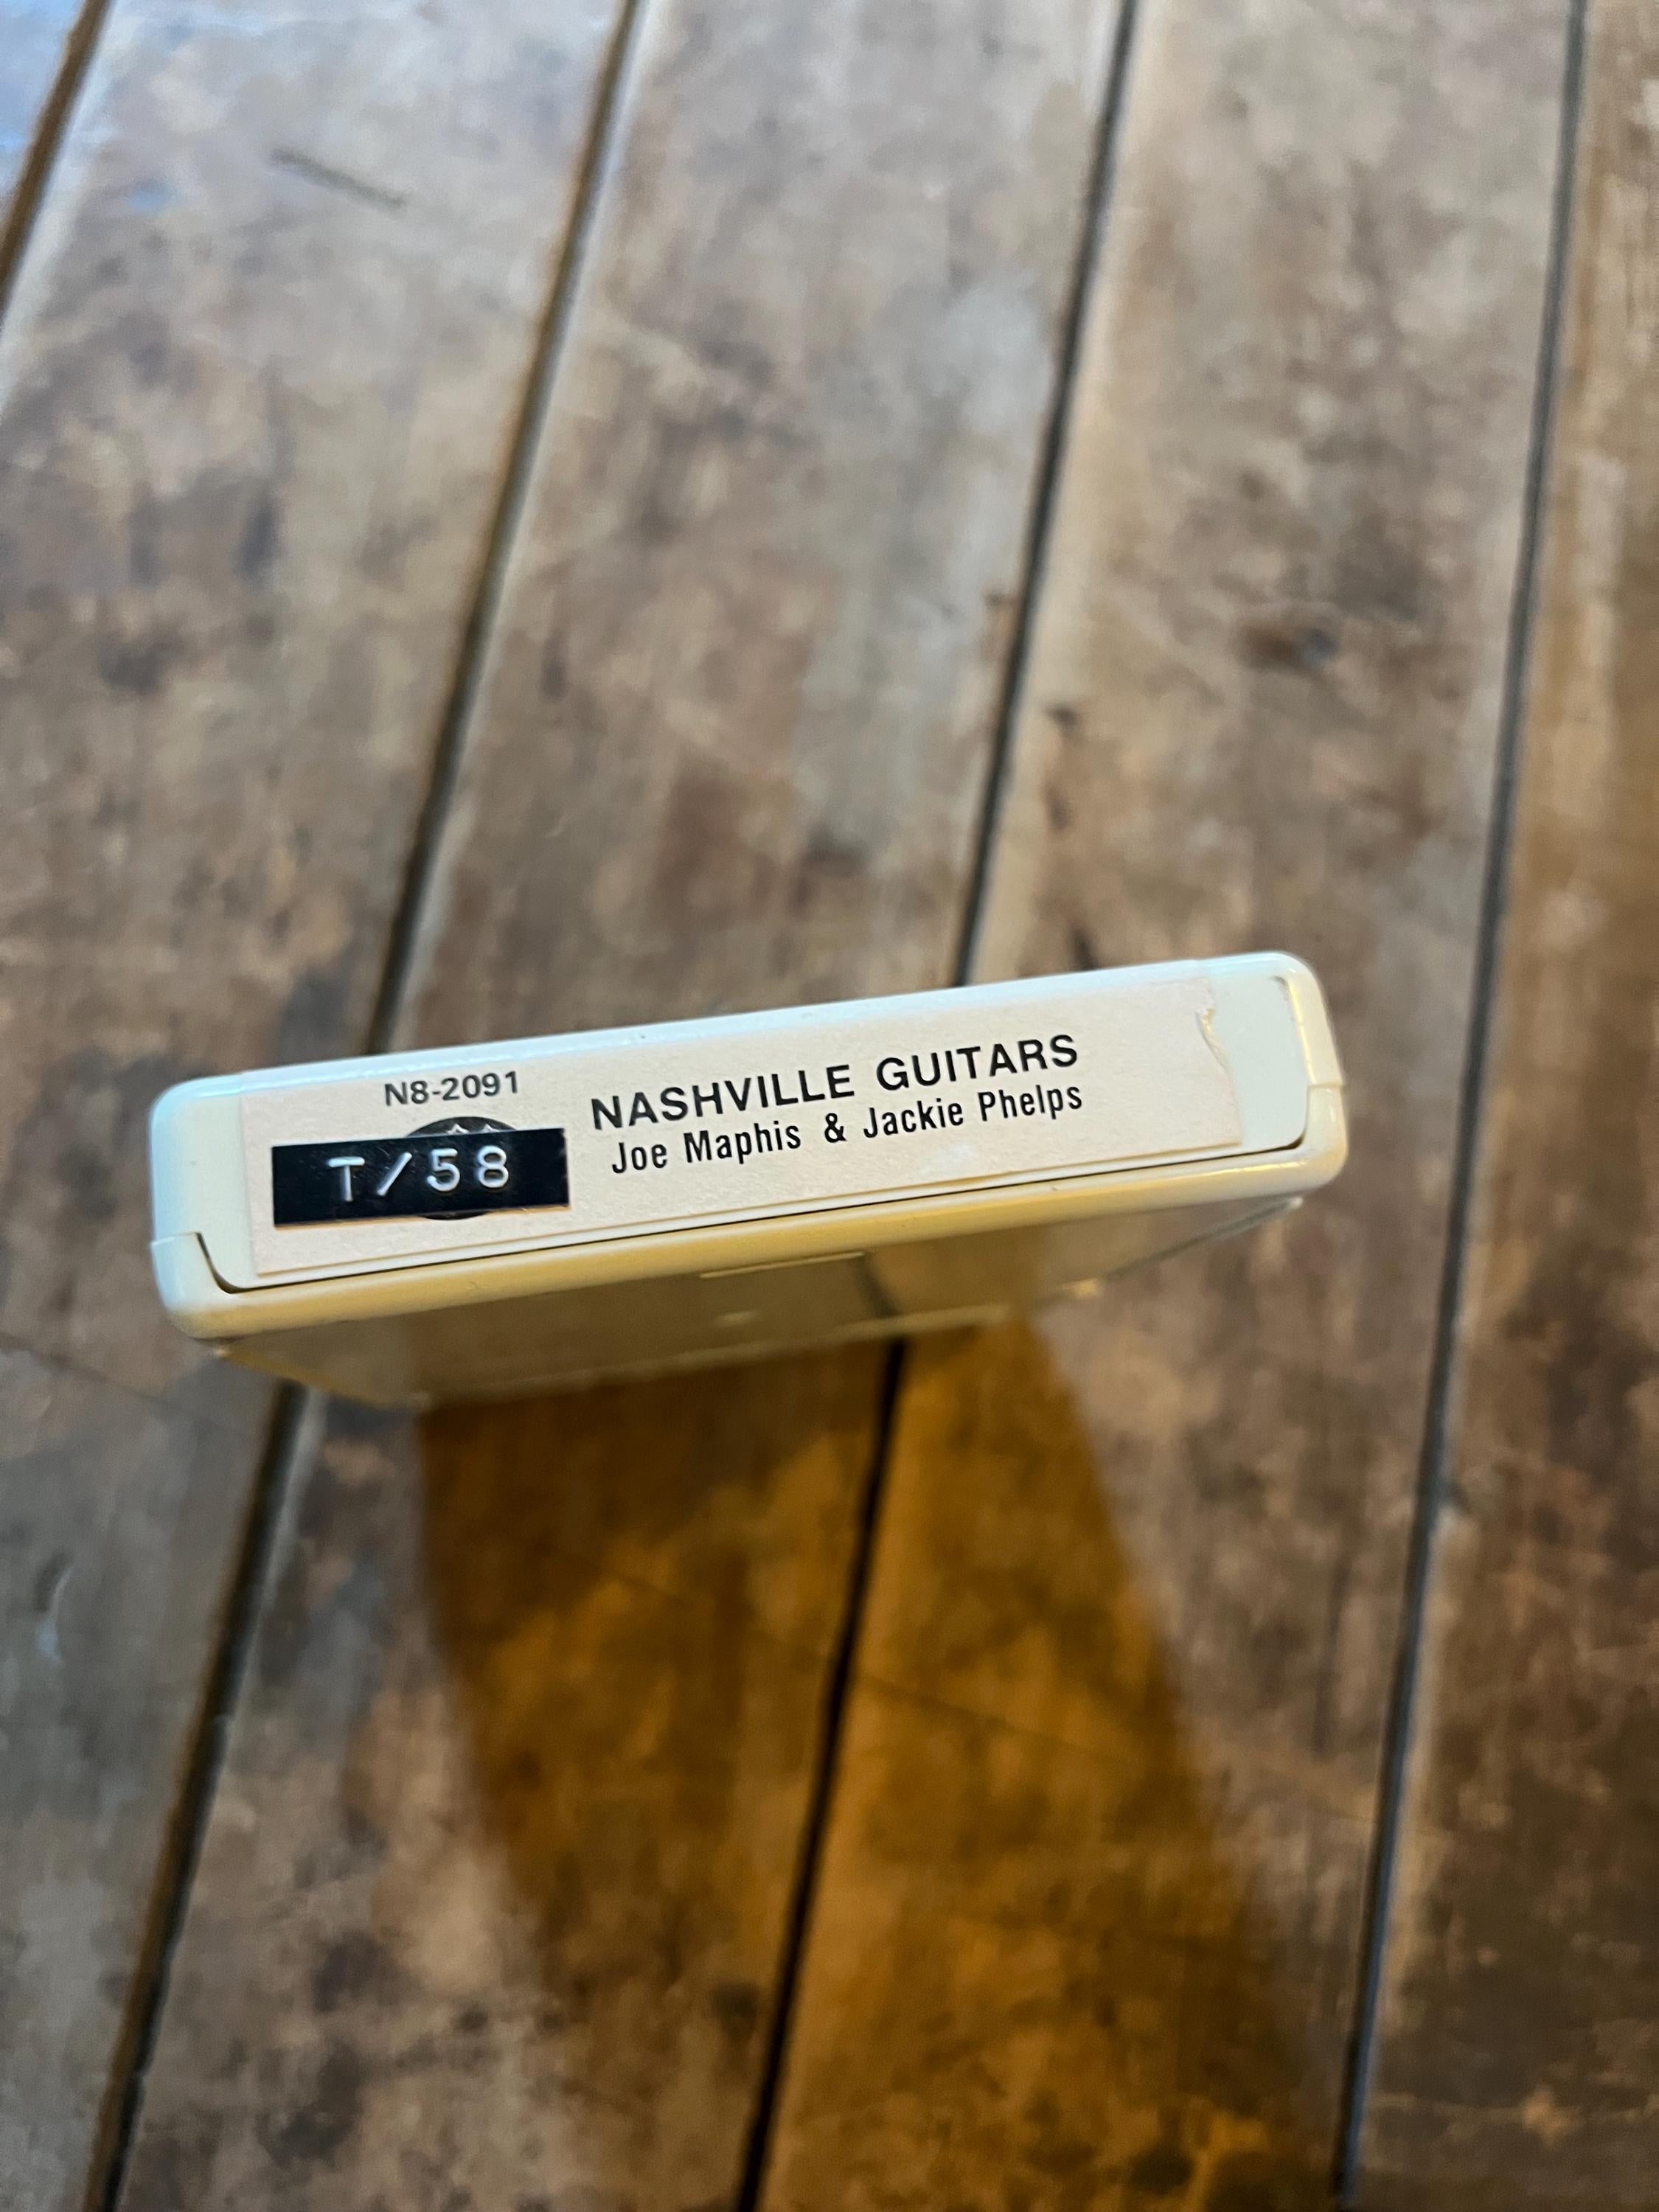 N8-2091
T/58
NASHVILLE GUITARS
Joe Maphis & Jackie Phelps